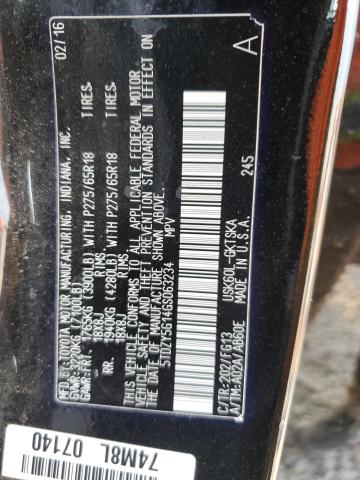 MFD. BY: TOYOTA MOTOR MANUFACTURING, INDIANA, INC. 02/16
GVWR: 3220KG (7100LB)
GAWR: FRT. 1765KG (3900LB) WITH P275/65R18 TIRES,
18X8J RIMS
RR. 1940KG (4280LB) WITH P275/65R18 TIRES,
18X8J RIMS
THIS VEHICLE CONFORMS TO ALL APPLICABLE FEDERAL MOTOR
VEHICLE SAFETY AND THEFT PREVENTION STANDARDS IN EFFECT ON
THE DATE OF MANUFACTURE SHOWN ABOVE.
5TDZY5G14GS063234 MPV
245 A
C/TR:202/FG13 USK60L-GKTSKA
A/TM:A02A/AB60E MADE IN U.S.A.
74M8L 07140